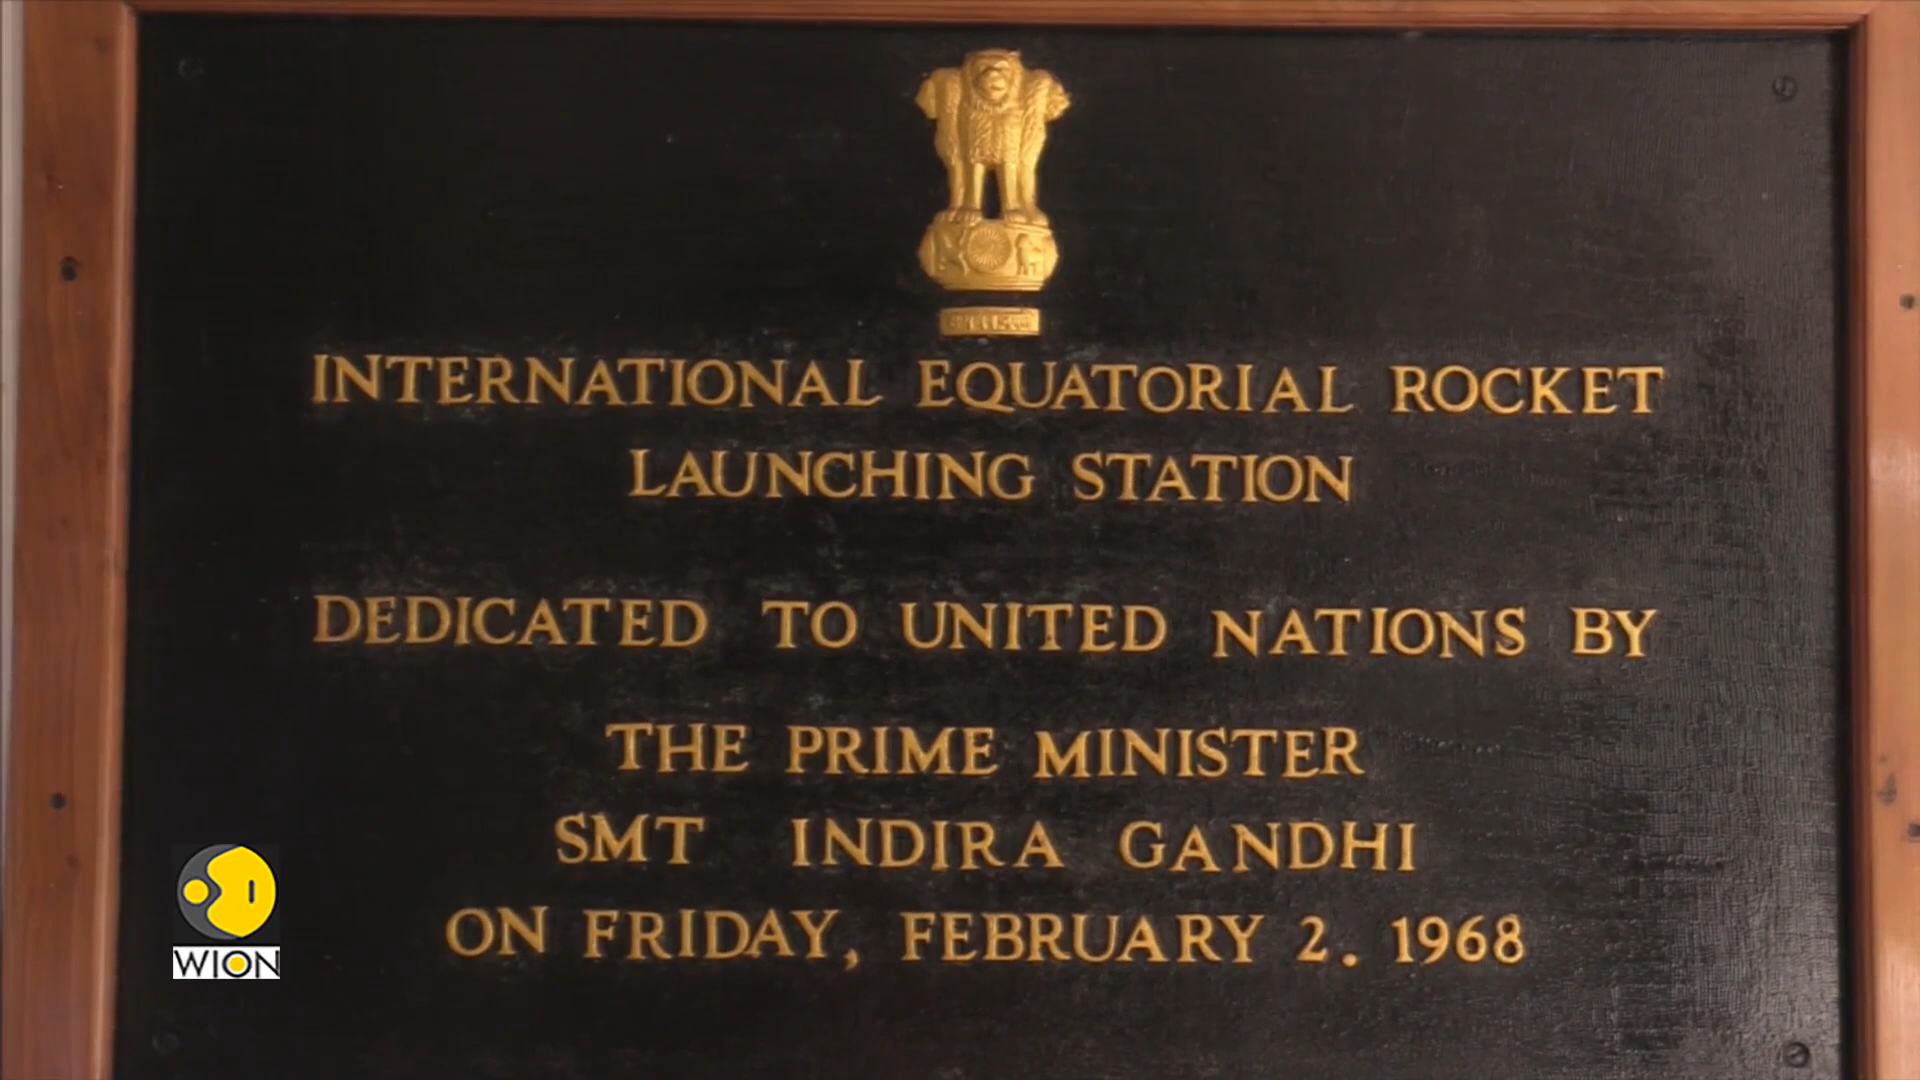 INTERNATIONAL EQUATORIAL ROCKET
LAUNCHING STATION
DEDICATED TO UNITED NATIONS BY
THE PRIME MINISTER
SMT INDIRA GANDHI
ON FRIDAY, FEBRUARY 2. 1968
WION